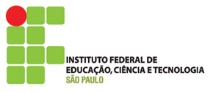 INSTITUTO FEDERAL DE
EDUCAÇÃO, CIÊNCIA E TECNOLOGIA
SÃO PAULO